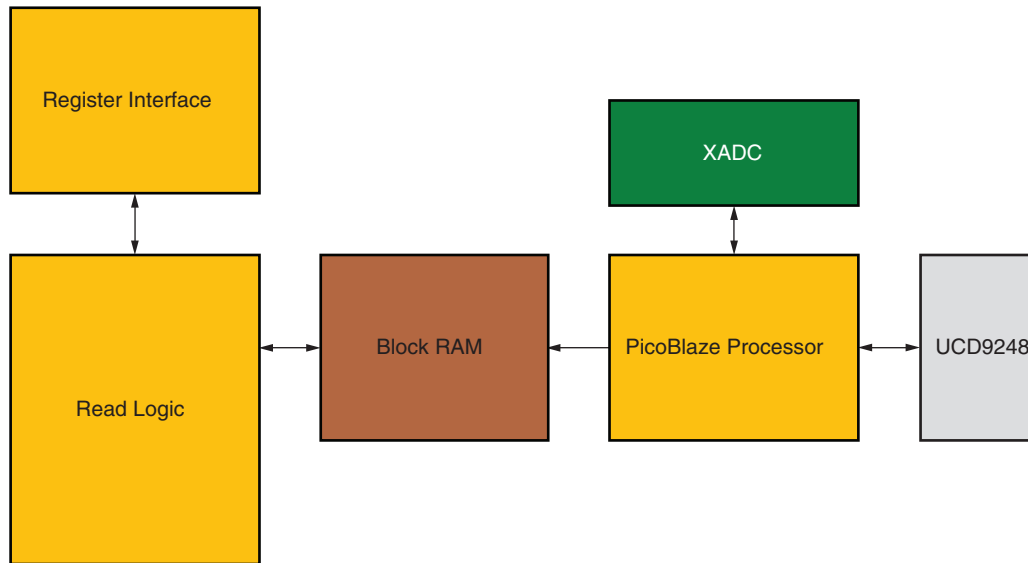 Register Interface
XADC
Read Logic
Block RAM
PicoBlaze Processor
UCD9248